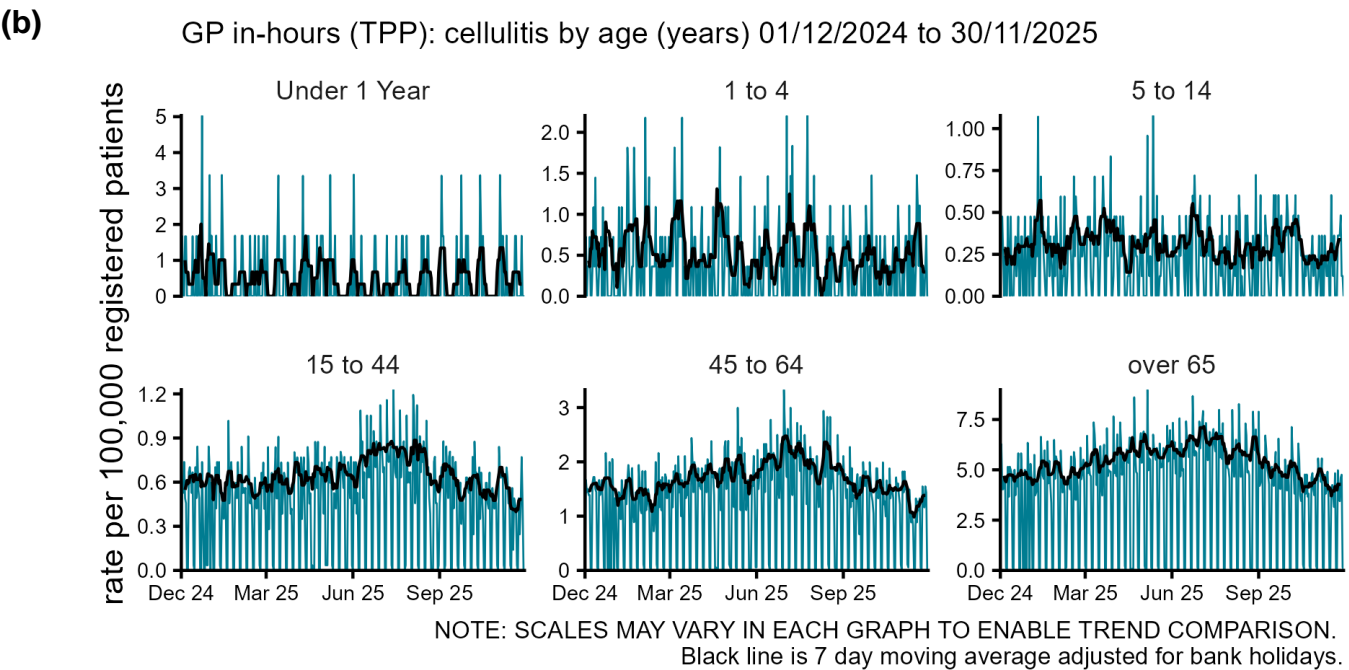 (b)
GP in-hours (TPP): cellulitis by age (years) 01/12/2024 to 30/11/2025
rate per 100,000 registered patients
Under 1 Year
5
4
3
2
1
0
1 to 4
2.0
1.5
1.0
0.5
0.0
5 to 14
1.00
0.75
0.50
0.25
0.00
15 to 44
1.2
0.9
0.6
0.3
0.0
Dec 24 Mar 25 Jun 25 Sep 25
45 to 64
3
2
1
0
Dec 24 Mar 25 Jun 25 Sep 25
over 65
7.5
5.0
2.5
0.0
Dec 24 Mar 25 Jun 25 Sep 25
NOTE: SCALES MAY VARY IN EACH GRAPH TO ENABLE TREND COMPARISON.
Black line is 7 day moving average adjusted for bank holidays.